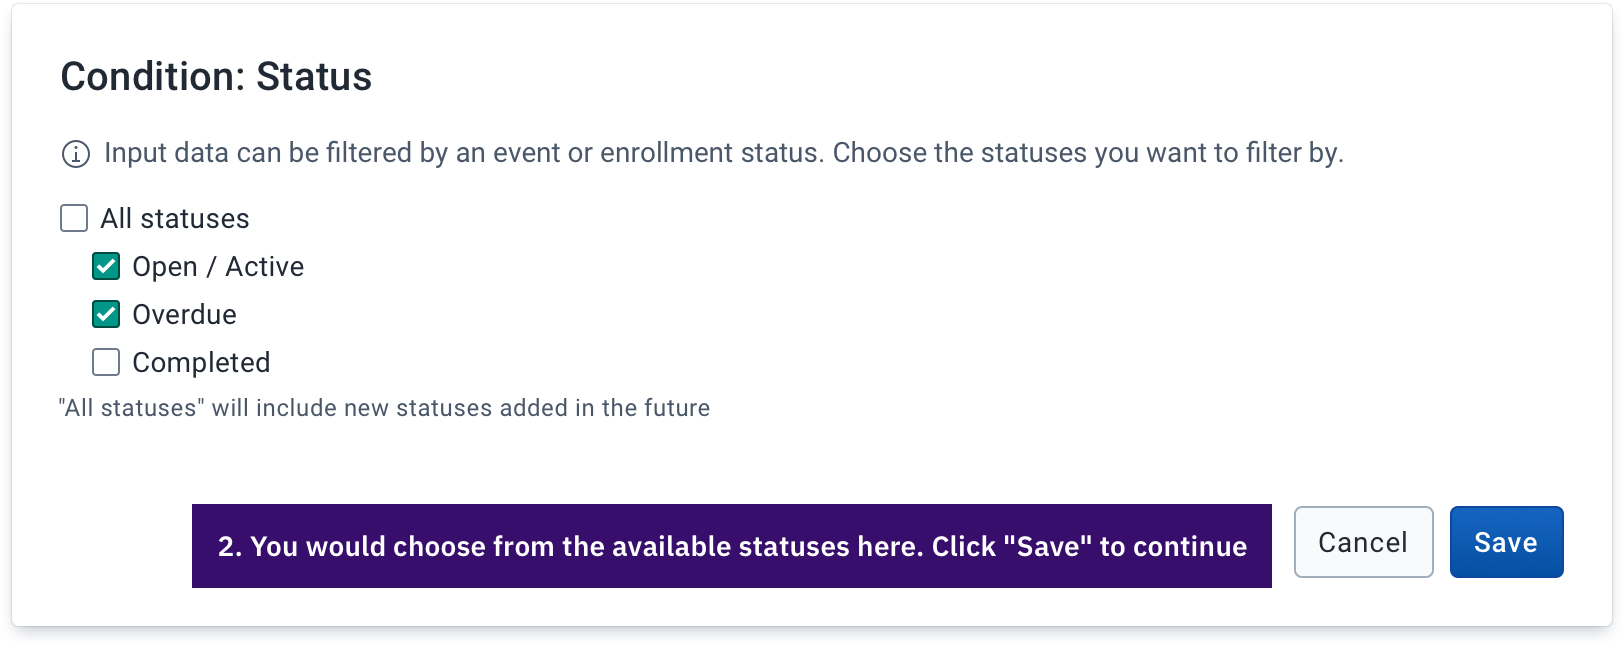 Condition: Status
Input data can be filtered by an event or enrollment status. Choose the statuses you want to filter by.
All statuses
Open / Active
Overdue
Completed
"All statuses" will include new statuses added in the future
2. You would choose from the available statuses here. Click "Save" to continue
Cancel
Save